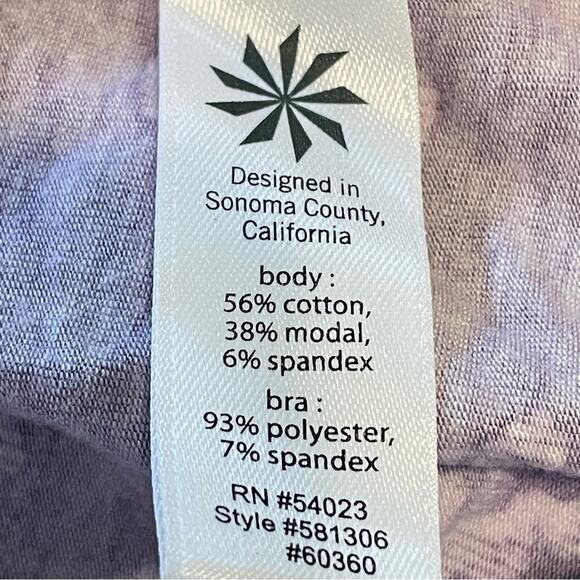 Designed in
Sonoma County,
California
body :
56% cotton,
38% modal,
6% spandex
bra :
93% polyester,
7% spandex
RN #54023
Style #581306
#60360